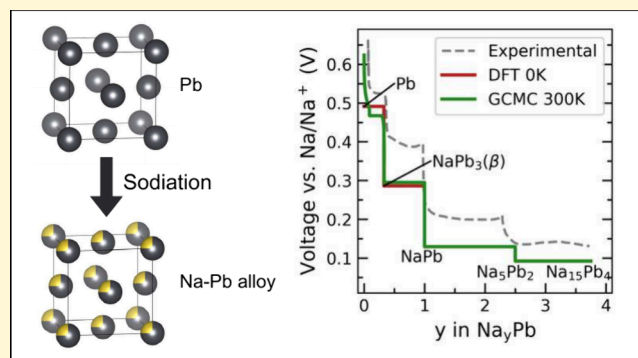 Pb
Sodiation
Na-Pb alloy
Voltage vs. Na/Na⁺ (V)
0.6
0.5
0.4
0.3
0.2
0.1
Experimental
DFT 0K
GCMC 300K
Pb
NaPb₃(β)
NaPb
Na₅Pb₂
Na₁₅Pb₄
0 1 2 3 4
y in NaᵧPb